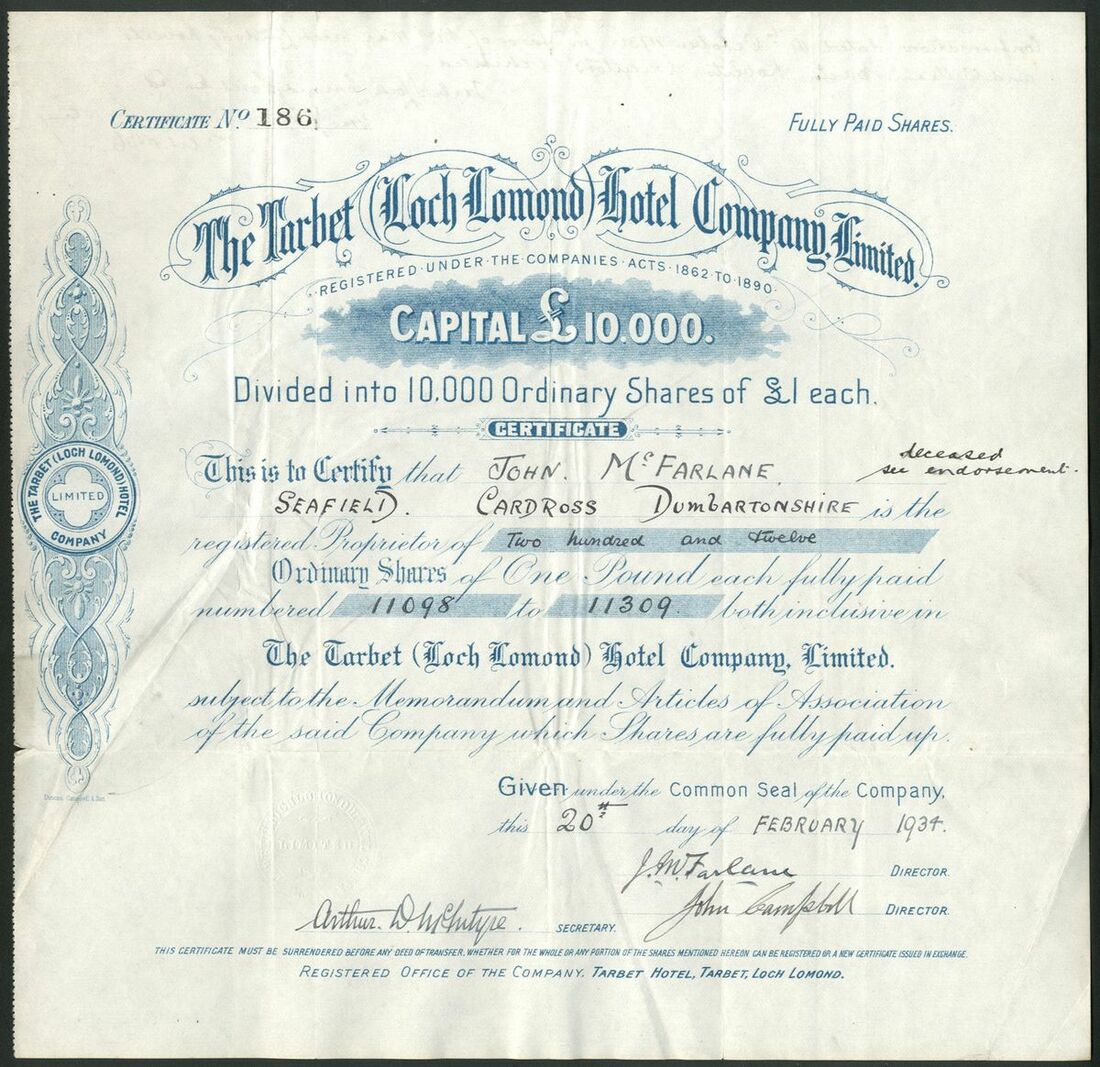 CERTIFICATE No 186
FULLY PAID SHARES.
The Tarbet (Loch Lomond) Hotel Company, Limited.
REGISTERED · UNDER · THE · COMPANIES · ACTS · 1862 · TO · 1890 ·
CAPITAL £10.000.
Divided into 10,000 Ordinary Shares of £1 each.
CERTIFICATE
deceased
This is to Certify that JOHN. McFARLANE, see endorsement.
SEAFIELD. CARDROSS DUMBARTONSHIRE is the
registered Proprietor of Two hundred and twelve
Ordinary Shares of One Pound each fully paid
numbered 11098 to 11309. both inclusive in
The Tarbet (Loch Lomond) Hotel Company, Limited.
subject to the Memorandum and Articles of Association
of the said Company which Shares are fully paid up.
THE TARBET (LOCH LOMOND) HOTEL
LIMITED
COMPANY
Duncan Campbell & Son
Given under the Common Seal of the Company,
this 20th day of FEBRUARY 1934.
LIMITED
J. McFarlane DIRECTOR.
John Campbell DIRECTOR.
Arthur D McIntyre. SECRETARY.
THIS CERTIFICATE MUST BE SURRENDERED BEFORE ANY DEED OF TRANSFER, WHETHER FOR THE WHOLE OR ANY PORTION OF THE SHARES MENTIONED HEREON CAN BE REGISTERED OR A NEW CERTIFICATE ISSUED IN EXCHANGE.
REGISTERED OFFICE OF THE COMPANY. TARBET HOTEL, TARBET, LOCH LOMOND.